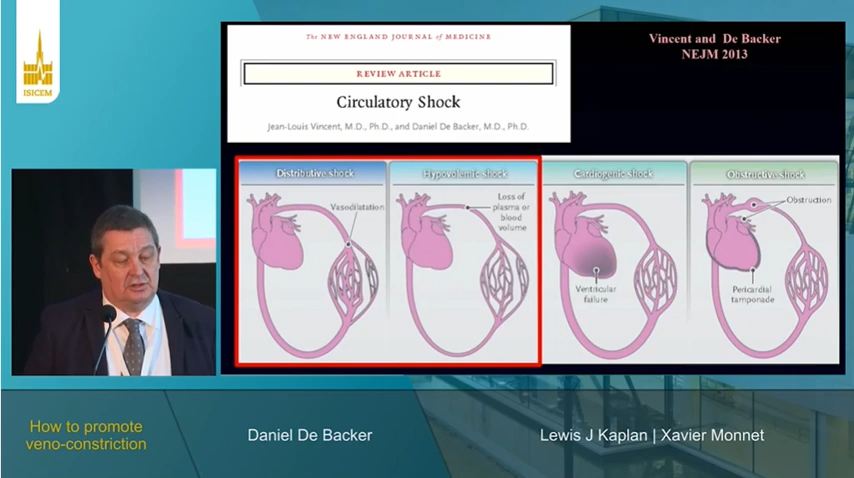 ISICEM
The NEW ENGLAND JOURNAL of MEDICINE
REVIEW ARTICLE
Circulatory Shock
Jean-Louis Vincent, M.D., Ph.D., and Daniel De Backer, M.D., Ph.D.
Vincent and De Backer
NEJM 2013
Distributive shock
Vasodilatation
Hypovolemic shock
Loss of
plasma or
blood
volume
Cardiogenic shock
Ventricular
failure
Obstructive shock
Obstruction
Pericardial
tamponade
How to promote
veno-constriction
Daniel De Backer
Lewis J Kaplan | Xavier Monnet